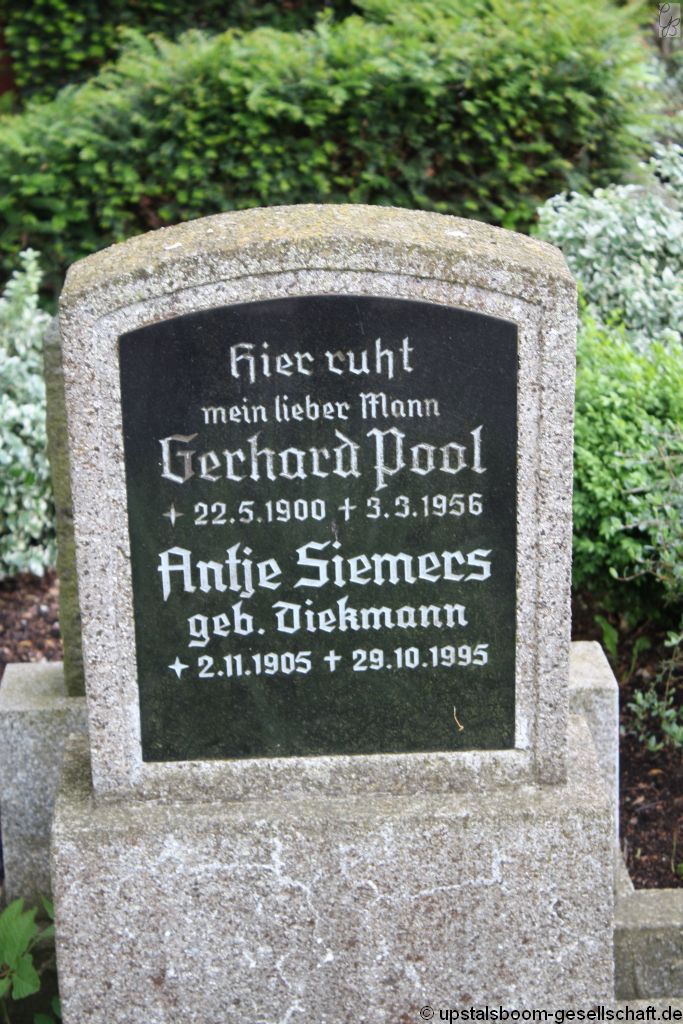 Hier ruht
mein lieber Mann
Gerhard Pool
22.5.1900 † 3.3.1956
Antje Siemers
geb. Diekmann
2.11.1905 † 29.10.1995
© upstalsboom-gesellschaft.de